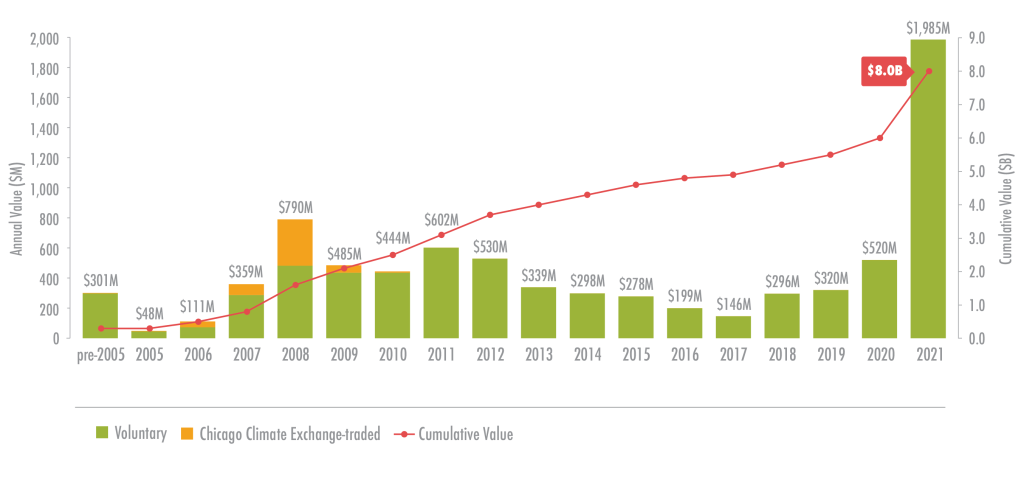 $1,985M
2,000
9.0
$8.0B
1,800
8.0
1,600
7.0
1,400
6.0
1,200
5.0
1,000
$790M
4.0
800
$602M
$530M
$520M
3.0
600
$485M
$444M
$359M
$339M
2.0
400
$301M
$298M
$278M
$296M
$320M
$199M
$146M
1.0
200
$48M
$111M
0
0.0
Annual Value ($M)
Cumulative Value ($B)
pre-2005 2005 2006 2007 2008 2009 2010 2011 2012 2013 2014 2015 2016 2017 2018 2019 2020 2021
Voluntary Chicago Climate Exchange-traded Cumulative Value